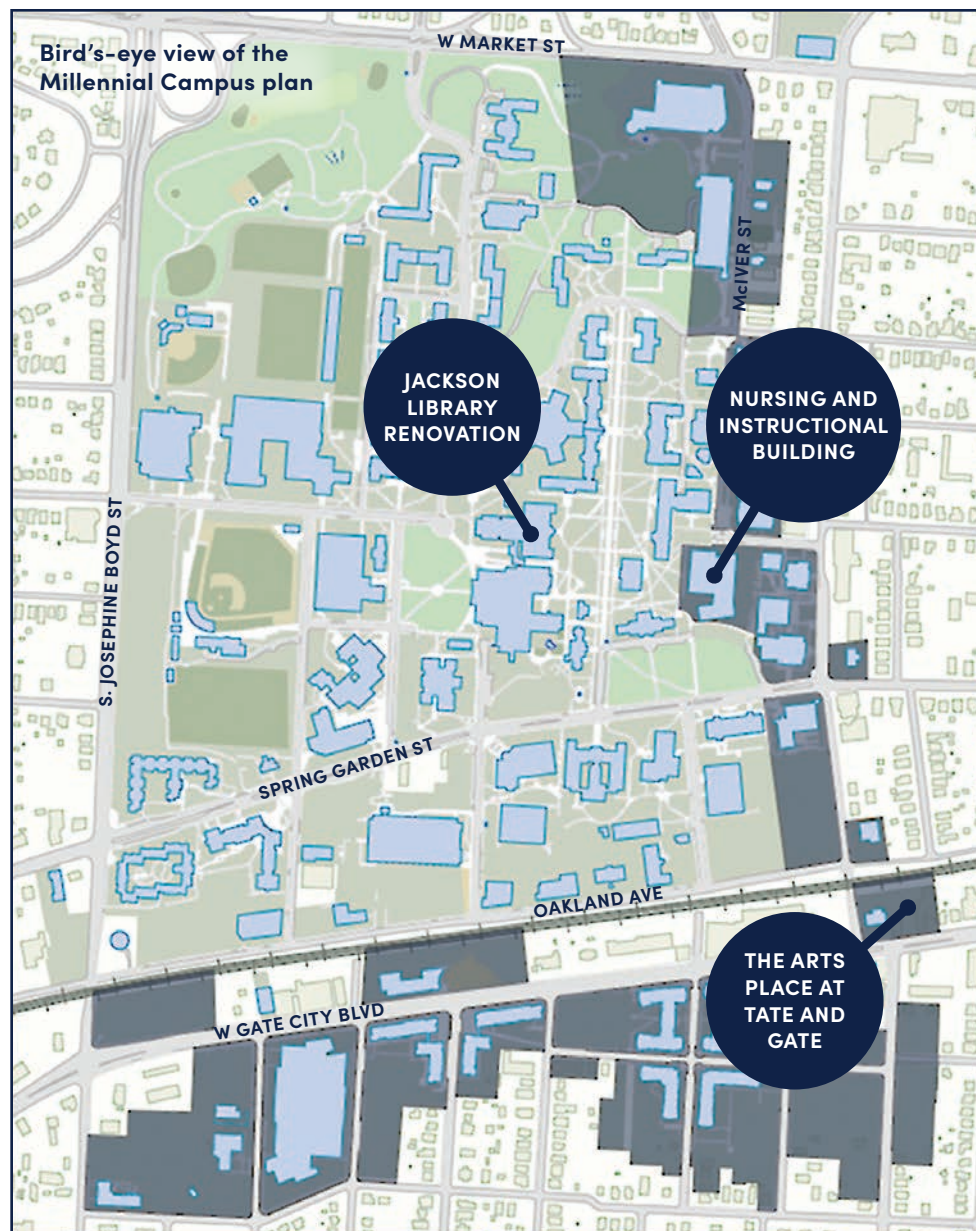 Bird's-eye view of the
Millennial Campus plan
W MARKET ST
McIVER ST
JACKSON
LIBRARY
RENOVATION
NURSING AND
INSTRUCTIONAL
BUILDING
S. JOSEPHINE BOYD ST
SPRING GARDEN ST
OAKLAND AVE
THE ARTS
PLACE AT
TATE AND
GATE
W GATE CITY BLVD